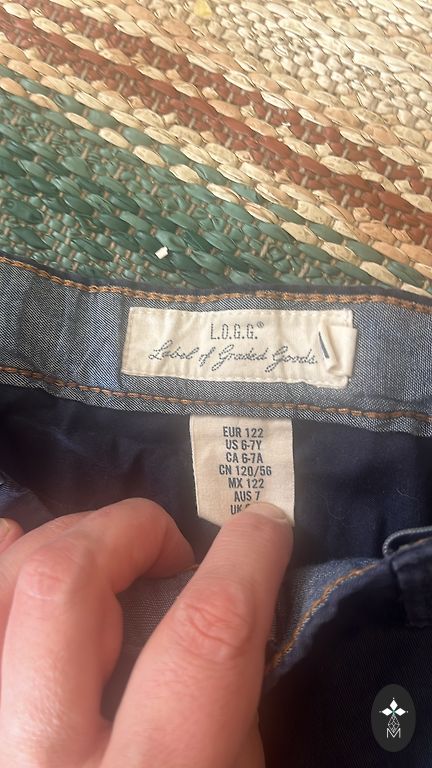 L.O.G.G.®
Label of Graded Goods
EUR 122
US 6-7Y
CA 6-7A
CN 120/56
MX 122
AUS 7
UK
M